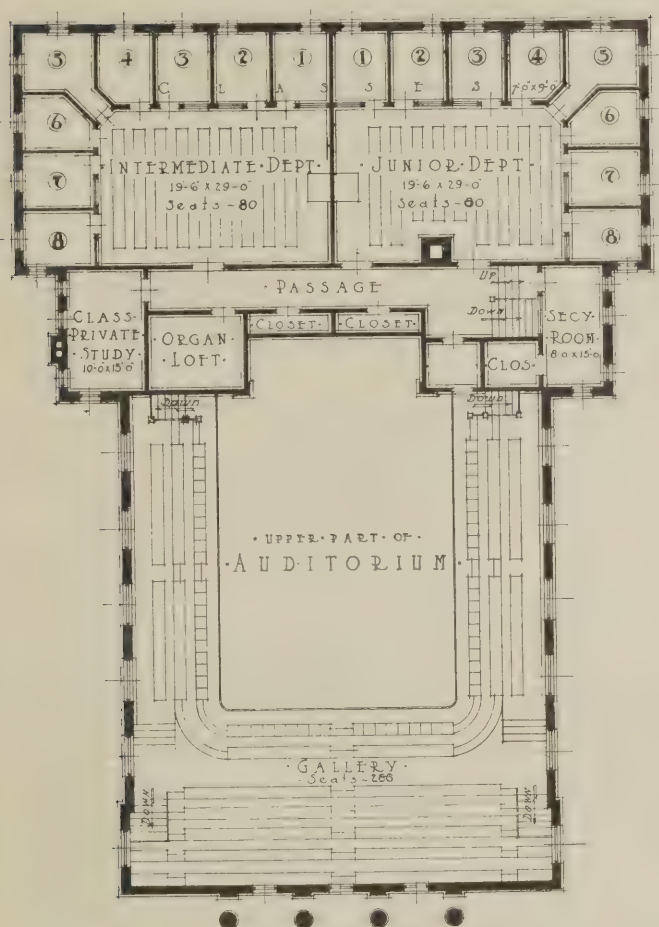 5 4 3 2 1 1 2 3 4 5
C L A S S E S
7'-0" x 9'-0"
6 6
INTERMEDIATE · DEPT · JUNIOR · DEPT ·
19'-6 x 29'-0" 19'-6 x 29'-0"
Seats - 80 Seats - 80
7 7
8 8
· PASSAGE
UP
DOWN
CLASS
· PRIVATE ·
· STUDY ·
10'-0" x 15'-0"
· ORGAN ·
LOFT ·
CLOSET · CLOSET
CLOS.
SECY
ROOM
8'-0 x 15'-0
Down Down
· UPPER · PART · OF ·
· AUDITORIUM ·
· GALLERY ·
DOWN DOWN